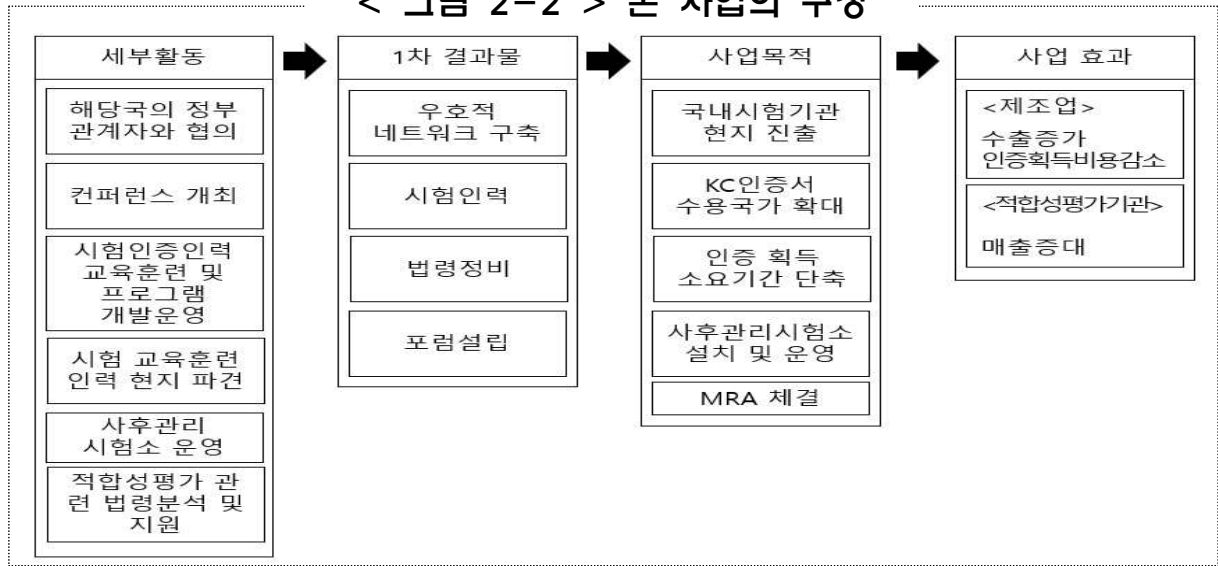 < 그림 2-2 > 본 사업의 구성
세부활동
해당국의 정부
관계자와 협의
컨퍼런스 개최
시험인증인력
교육훈련 및
프로그램
개발운영
시험 교육훈련
인력 현지 파견
사후관리
시험소 운영
적합성평가 관
련 법령분석 및
지원
1차 결과물
우호적
네트워크 구축
시험인력
법령정비
포럼설립
사업목적
국내시험기관
현지 진출
KC인증서
수용국가 확대
인증 획득
소요기간 단축
사후관리시험소
설치 및 운영
MRA 체결
사업 효과
<제조업>
수출증가
인증획득비용감소
<적합성평가기관>
매출증대